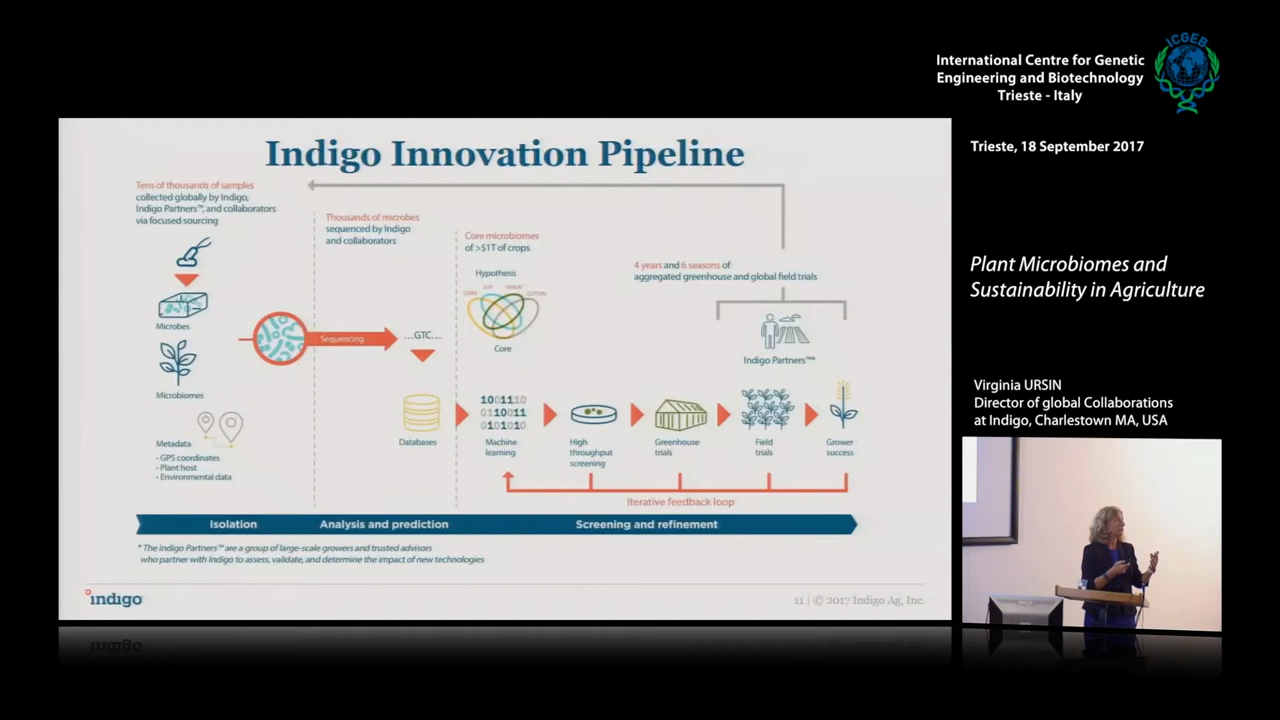 International Centre for Genetic
Engineering and Biotechnology
Trieste - Italy
ICGEB
Trieste, 18 September 2017
Plant Microbiomes and
Sustainability in Agriculture
Virginia URSIN
Director of global Collaborations
at Indigo, Charlestown MA, USA
Indigo Innovation Pipeline
Tens of thousands of samples
collected globally by Indigo,
Indigo Partners™, and collaborators
via focused sourcing
Thousands of microbes
sequenced by Indigo
and collaborators
Core microbiomes
of >$1T of crops
Hypothesis
CORN
SOY
WHEAT
COTTON
Core
4 years and 6 seasons of
aggregated greenhouse and global field trials
Indigo Partners™*
Microbes
Microbiomes
Metadata
- GPS coordinates
- Plant host
- Environmental data
Sequencing
...GTC...
Databases
1001110
0110011
0101010
Machine
learning
High
throughput
screening
Greenhouse
trials
Field
trials
Grower
success
Iterative feedback loop
Isolation
Analysis and prediction
Screening and refinement
* The Indigo Partners™ are a group of large-scale growers and trusted advisors
who partner with Indigo to assess, validate, and determine the impact of new technologies
indigo
11 | © 2017 Indigo Ag, Inc.